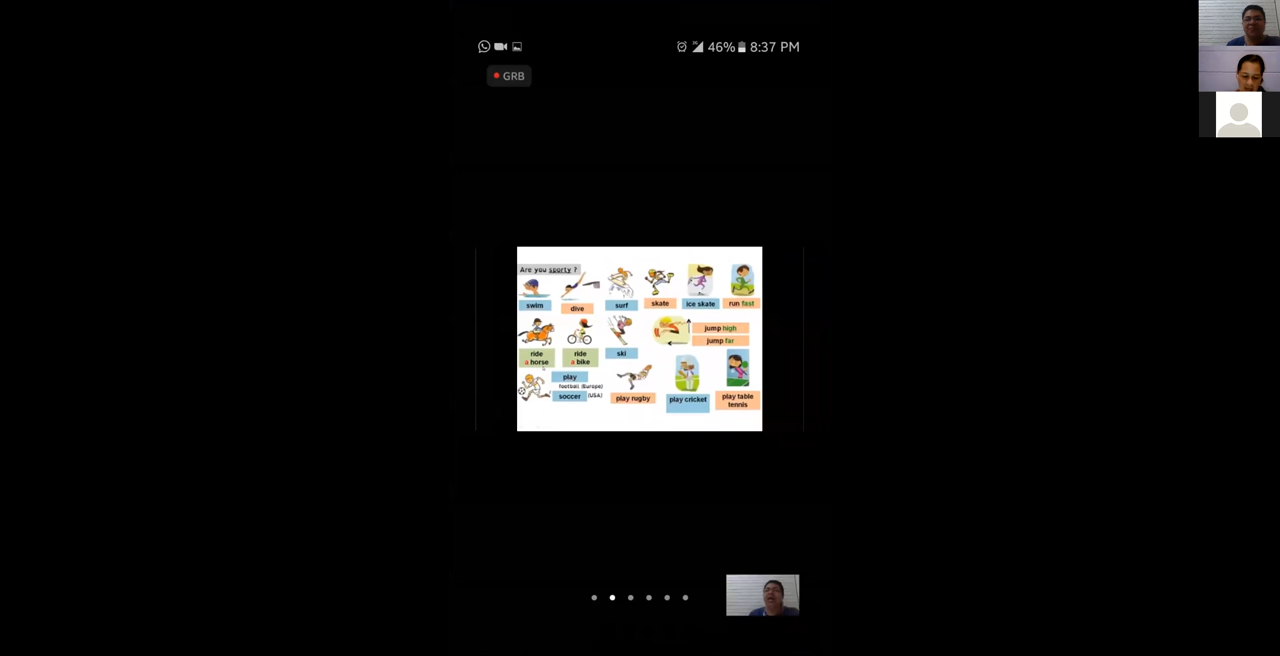 46% 8:37 PM
GRB
Are you sporty ?
swim
dive
surf
skate
ice skate
run fast
ride
a horse
ride
a bike
ski
jump high
jump far
play
football (Europe)
soccer (USA)
play rugby
play cricket
play table
tennis